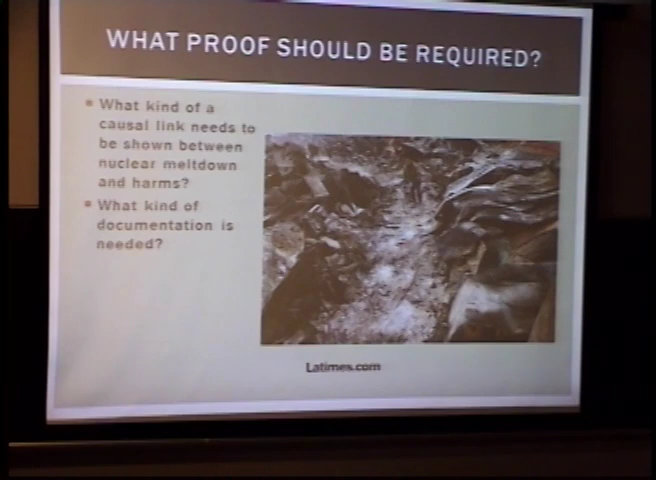 WHAT PROOF SHOULD BE REQUIRED?
What kind of a
causal link needs to
be shown between
nuclear meltdown
and harms?
What kind of
documentation is
needed?
Latimes.com